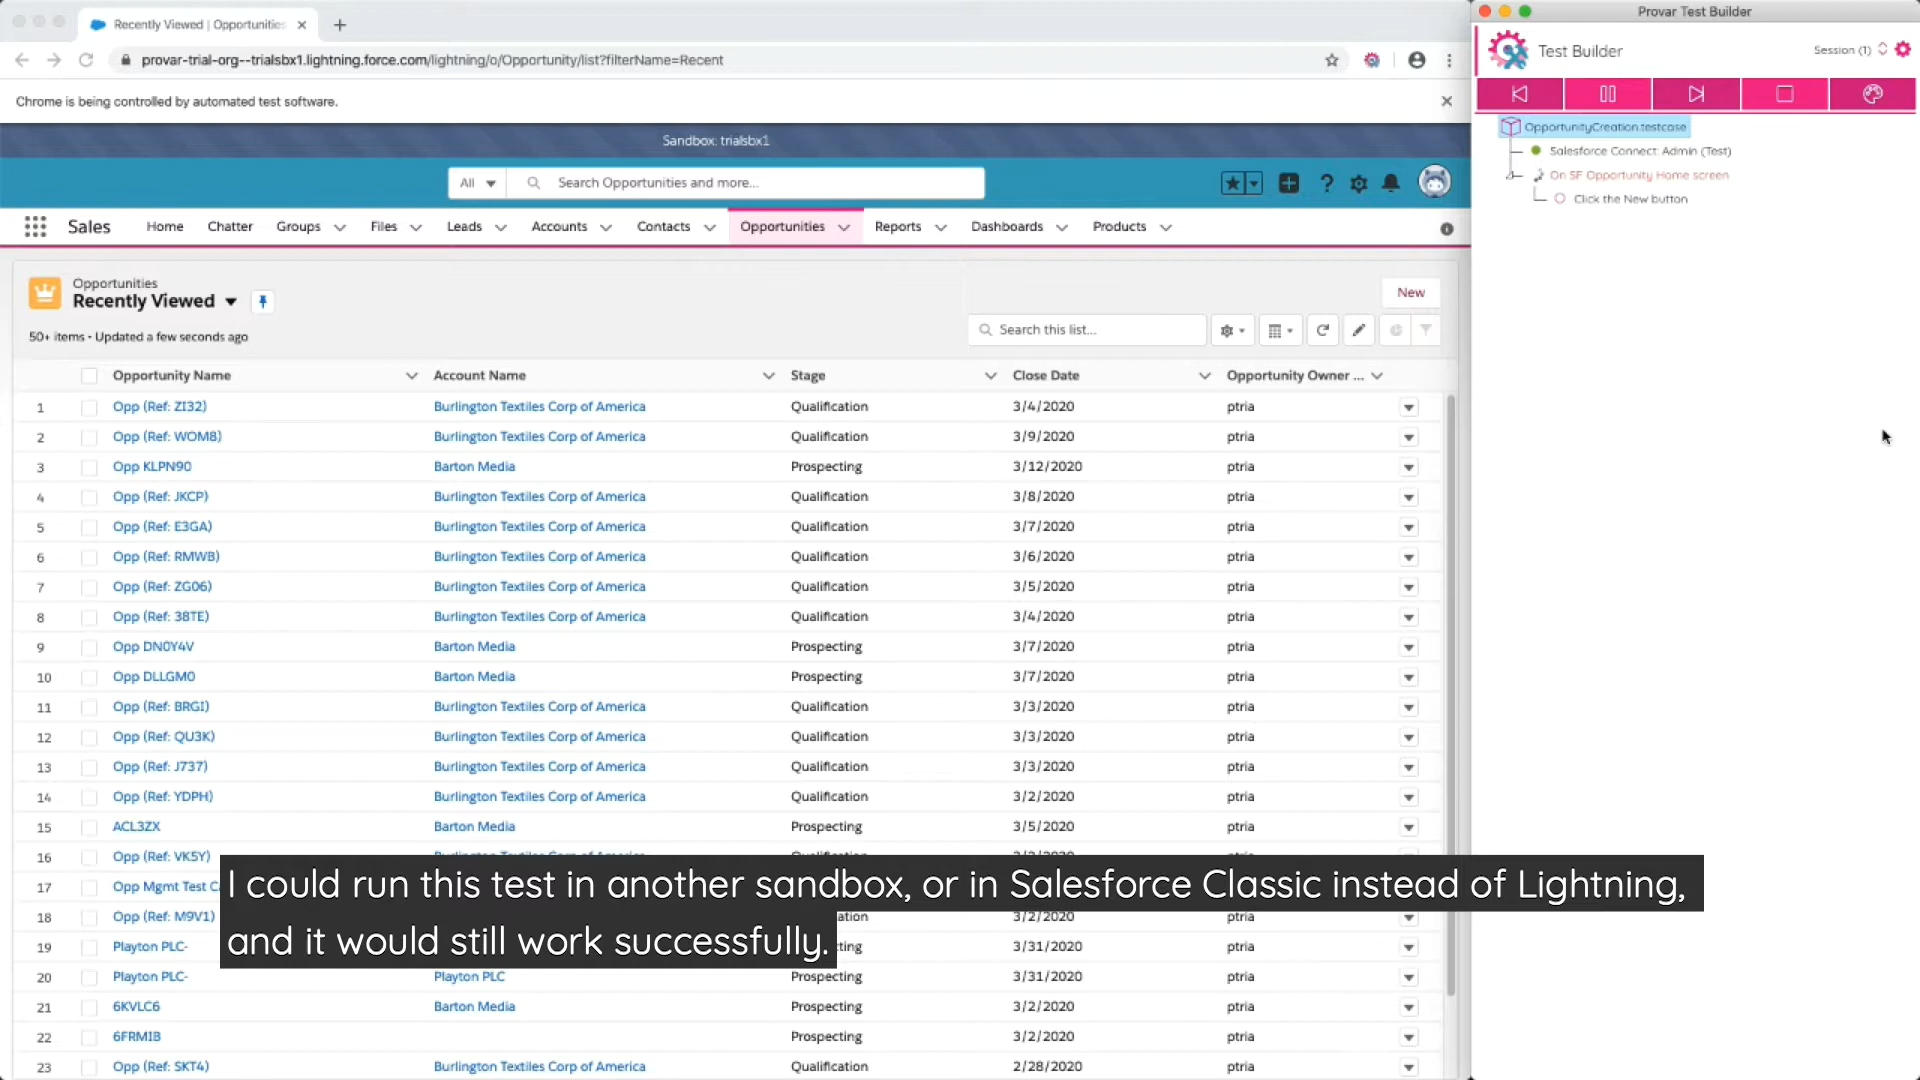 Recently Viewed | Opportunities
Provar Test Builder
provar-trial-org--trialsbx1.lightning.force.com/lightning/o/Opportunity/list?filterName=Recent
Test Builder
Session (1)
Chrome is being controlled by automated test software.
Sandbox: trialsbx1
OpportunityCreation.testcase
Salesforce Connect: Admin (Test)
On SF Opportunity Home screen
Click the New button
All
Search Opportunities and more...
Sales Home Chatter Groups Files Leads Accounts Contacts Opportunities Reports Dashboards Products
Opportunities
Recently Viewed
New
50+ items • Updated a few seconds ago
Search this list...
Opportunity Name Account Name Stage Close Date Opportunity Owner ...
1 Opp (Ref: ZI32) Burlington Textiles Corp of America Qualification 3/4/2020 ptria
2 Opp (Ref: WOM8) Burlington Textiles Corp of America Qualification 3/9/2020 ptria
3 Opp KLPN90 Barton Media Prospecting 3/12/2020 ptria
4 Opp (Ref: JKCP) Burlington Textiles Corp of America Qualification 3/8/2020 ptria
5 Opp (Ref: E3GA) Burlington Textiles Corp of America Qualification 3/7/2020 ptria
6 Opp (Ref: RMWB) Burlington Textiles Corp of America Qualification 3/6/2020 ptria
7 Opp (Ref: ZG06) Burlington Textiles Corp of America Qualification 3/5/2020 ptria
8 Opp (Ref: 38TE) Burlington Textiles Corp of America Qualification 3/4/2020 ptria
9 Opp DN0Y4V Barton Media Prospecting 3/7/2020 ptria
10 Opp DLLGM0 Barton Media Prospecting 3/7/2020 ptria
11 Opp (Ref: BRGI) Burlington Textiles Corp of America Qualification 3/3/2020 ptria
12 Opp (Ref: QU3K) Burlington Textiles Corp of America Qualification 3/3/2020 ptria
13 Opp (Ref: J737) Burlington Textiles Corp of America Qualification 3/3/2020 ptria
14 Opp (Ref: YDPH) Burlington Textiles Corp of America Qualification 3/2/2020 ptria
15 ACL3ZX Barton Media Prospecting 3/5/2020 ptria
16 Opp (Ref: VK5Y)
17 Opp Mgmt Test C
18 Opp (Ref: M9V1) ation 3/2/2020 ptria
19 Playton PLC- ting 3/31/2020 ptria
20 Playton PLC- Playton PLC Prospecting 3/31/2020 ptria
21 6KVLC6 Barton Media Prospecting 3/2/2020 ptria
22 6FRMIB Prospecting 3/2/2020 ptria
23 Opp (Ref: SKT4) Burlington Textiles Corp of America Qualification 2/28/2020 ptria
I could run this test in another sandbox, or in Salesforce Classic instead of Lightning,
and it would still work successfully.